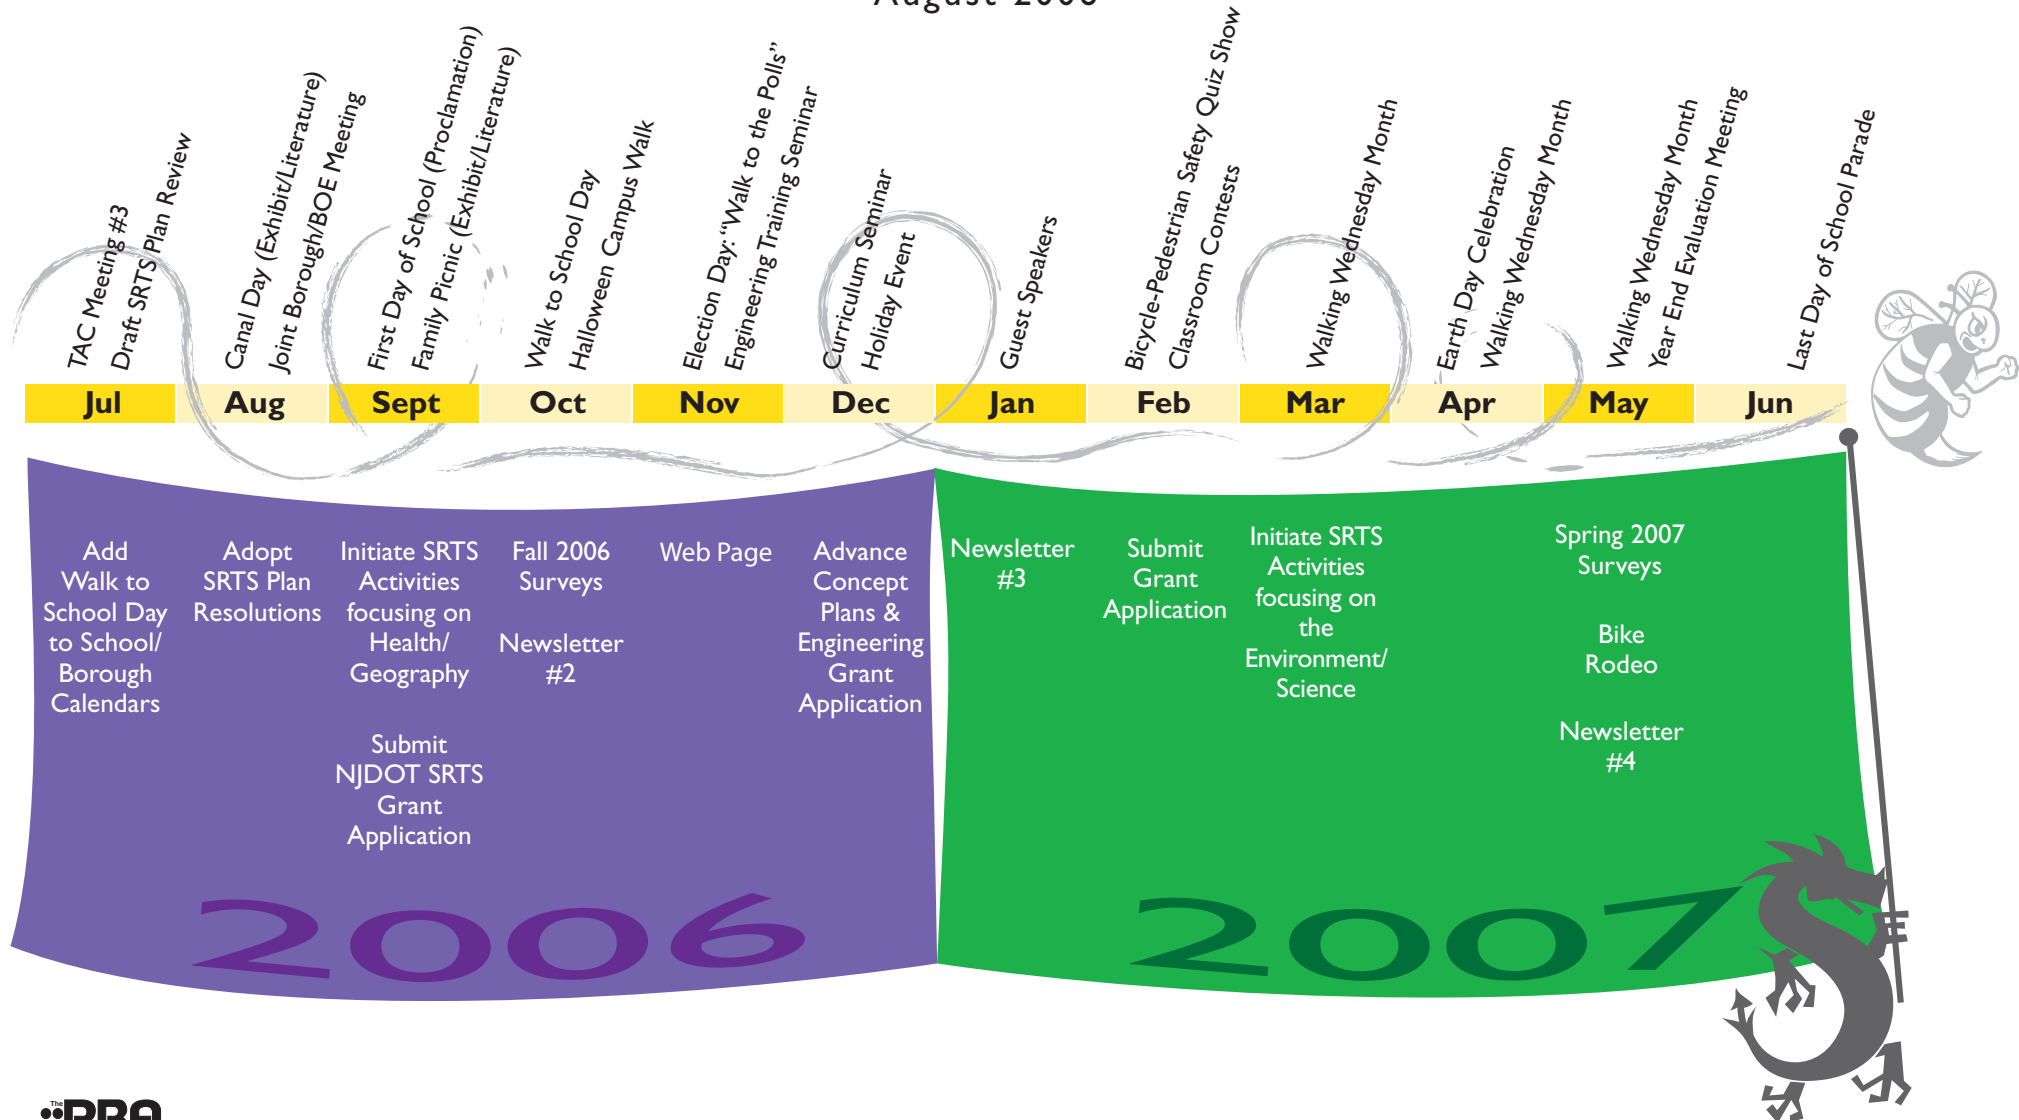 August 2006
TAC Meeting #3
Draft SRTS Plan Review
Canal Day (Exhibit/Literature)
Joint Borough/BOE Meeting
First Day of School (Proclamation)
Family Picnic (Exhibit/Literature)
Walk to School Day
Halloween Campus Walk
Election Day: “Walk to the Polls”
Engineering Training Seminar
Curriculum Seminar
Holiday Event
Guest Speakers
Bicycle-Pedestrian Safety Quiz Show
Classroom Contests
Walking Wednesday Month
Earth Day Celebration
Walking Wednesday Month
Walking Wednesday Month
Year End Evaluation Meeting
Last Day of School Parade
Jul Aug Sept Oct Nov Dec Jan Feb Mar Apr May Jun
Add
Walk to
School Day
to School/
Borough
Calendars
Adopt
SRTS Plan
Resolutions
Initiate SRTS
Activities
focusing on
Health/
Geography
Submit
NJDOT SRTS
Grant
Application
Fall 2006
Surveys
Newsletter
#2
Web Page
Advance
Concept
Plans &
Engineering
Grant
Application
Newsletter
#3
Submit
Grant
Application
Initiate SRTS
Activities
focusing on
the
Environment/
Science
Spring 2007
Surveys
Bike
Rodeo
Newsletter
#4
2006
2007
The
RBA